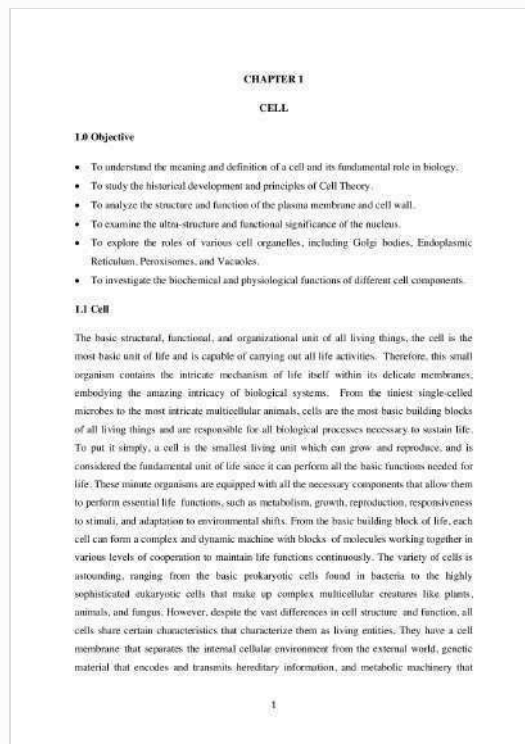 CHAPTER 1
CELL
1.0 Objective
• To understand the meaning and definition of a cell and its fundamental role in biology.
• To study the historical development and principles of Cell Theory.
• To analyze the structure and function of the plasma membrane and cell wall.
• To examine the ultra-structure and functional significance of the nucleus.
• To explore the roles of various cell organelles, including Golgi bodies, Endoplasmic
Reticulum, Peroxisomes, and Vacuoles.
• To investigate the biochemical and physiological functions of different cell components.
1.1 Cell
The basic structural, functional, and organizational unit of all living things, the cell is the
most basic unit of life and is capable of carrying out all life activities. Therefore, this small
organism contains the intricate mechanism of life itself within its delicate membranes,
embodying the amazing intricacy of biological systems. From the tiniest single-celled
microbes to the most intricate multicellular animals, cells are the most basic building blocks
of all living things and are responsible for all biological processes necessary to sustain life.
To put it simply, a cell is the smallest living unit which can grow and reproduce, and is
considered the fundamental unit of life since it can perform all the basic functions needed for
life. These minute organisms are equipped with all the necessary components that allow them
to perform essential life functions, such as metabolism, growth, reproduction, responsiveness
to stimuli, and adaptation to environmental shifts. From the basic building block of life, each
cell can form a complex and dynamic machine with blocks of molecules working together in
various levels of cooperation to maintain life functions continuously. The variety of cells is
astounding, ranging from the basic prokaryotic cells found in bacteria to the highly
sophisticated eukaryotic cells that make up complex multicellular creatures like plants,
animals, and fungus. However, despite the vast differences in cell structure and function, all
cells share certain characteristics that characterize them as living entities. They have a cell
membrane that separates the internal cellular environment from the external world, genetic
material that encodes and transmits hereditary information, and metabolic machinery that
1